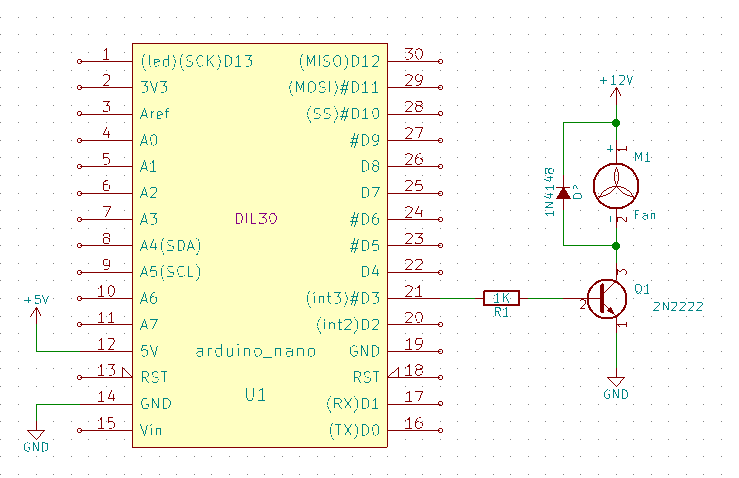 1 (led)(SCK)D13 (MISO)D12 30
2 3V3 (MOSI)#D11 29
3 Aref (SS)#D10 28
4 A0 #D9 27
5 A1 D8 26
6 A2 D7 25
7 A3 DIL30 #D6 24
8 A4(SDA) #D5 23
9 A5(SCL) D4 22
10 A6 (int3)#D3 21
11 A7 (int2)D2 20
12 5V arduino_nano GND 19
13 RST RST 18
14 GND U1 (RX)D1 17
15 Vin (TX)D0 16
+5V
GND
1K
R1
+12V
+ 1 M1
- 2 Fan
1N4148
D?
3 Q1
2 2N2222
1
GND